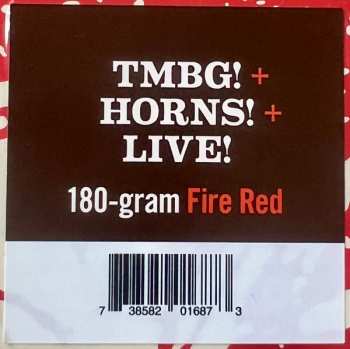 TMBG! +
HORNS! +
LIVE!
180-gram Fire Red
7 38582 01687 3